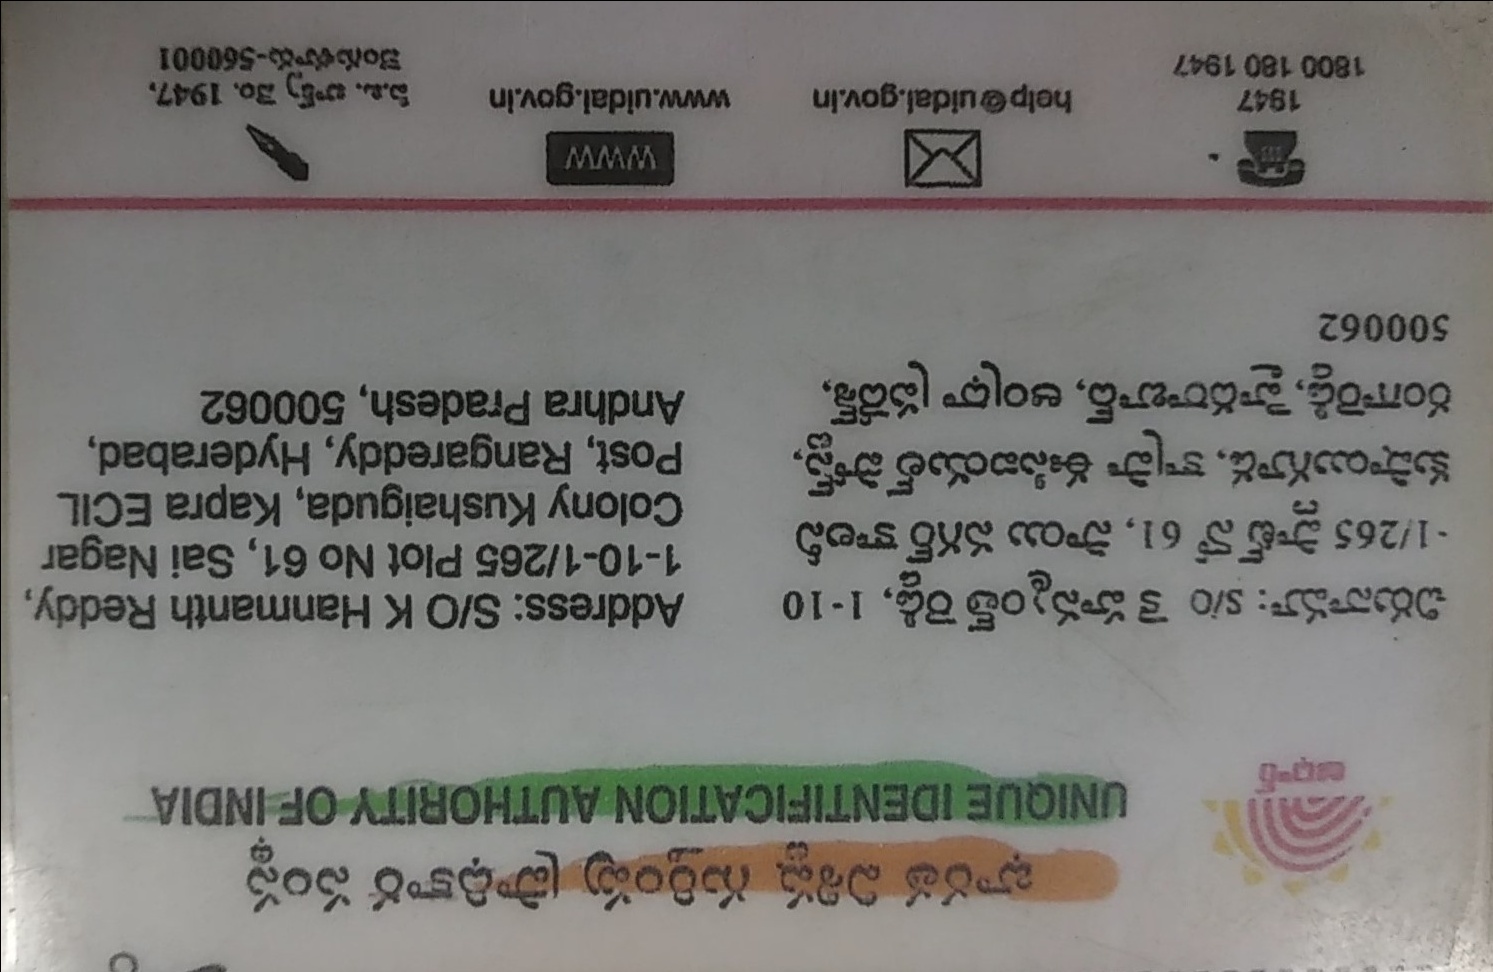 భారత విశిష్ట గుర్తింపు ప్రాధికార సంస్థ
UNIQUE IDENTIFICATION AUTHORITY OF INDIA
ఆధార్
చిరునామా: S/O కె హన్మంత్ రెడ్డి, 1-10
-1/265 ప్లాట్ నో 61, సాయి నగర్ కాలనీ
కుషాయిగూడ, కాప్రా ఈసిఐయల్ పోస్ట్,
రంగారెడ్డి, హైదరాబాద్, ఆంధ్రా ప్రదేశ్,
500062
Address: S/O K Hanmanth Reddy,
1-10-1/265 Plot No 61, Sai Nagar
Colony Kushaiguda, Kapra ECIL
Post, Rangareddy, Hyderabad,
Andhra Pradesh, 500062
1947
1800 180 1947
help@uidai.gov.in
WWW
www.uidai.gov.in
పి.ఒ. బాక్స్ నెం. 1947,
బెంగుళూరు-560001